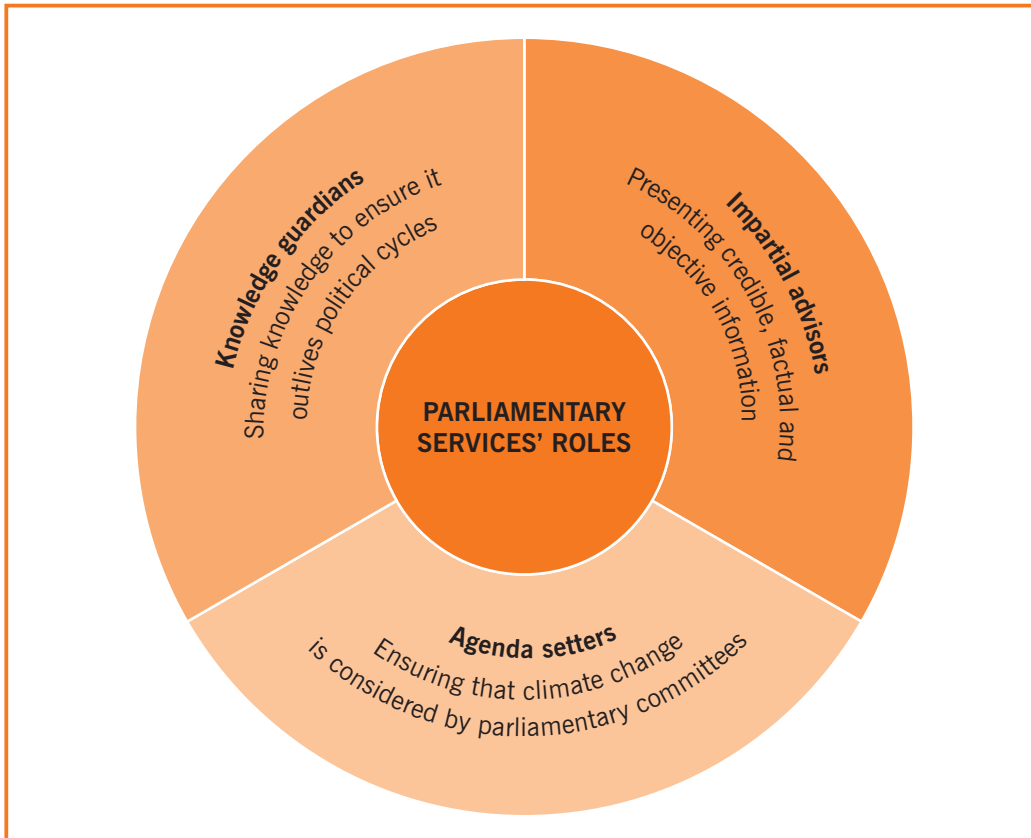 PARLIAMENTARY
SERVICES’ ROLES
Impartial advisors
Presenting credible, factual and
objective information
Agenda setters
Ensuring that climate change
is considered by parliamentary committees
Knowledge guardians
Sharing knowledge to ensure it
outlives political cycles